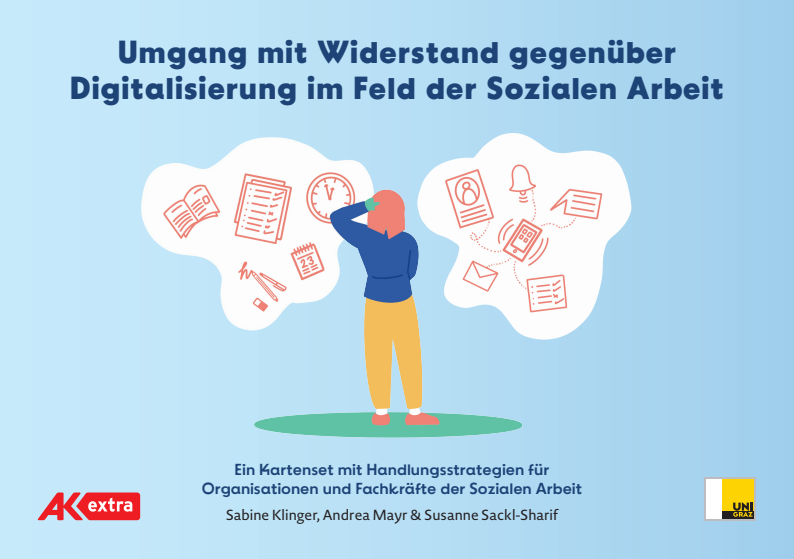 Umgang mit Widerstand gegenüber
Digitalisierung im Feld der Sozialen Arbeit
23
Ein Kartenset mit Handlungsstrategien für
Organisationen und Fachkräfte der Sozialen Arbeit
Sabine Klinger, Andrea Mayr & Susanne Sackl-Sharif
AK extra
UNI
GRAZ